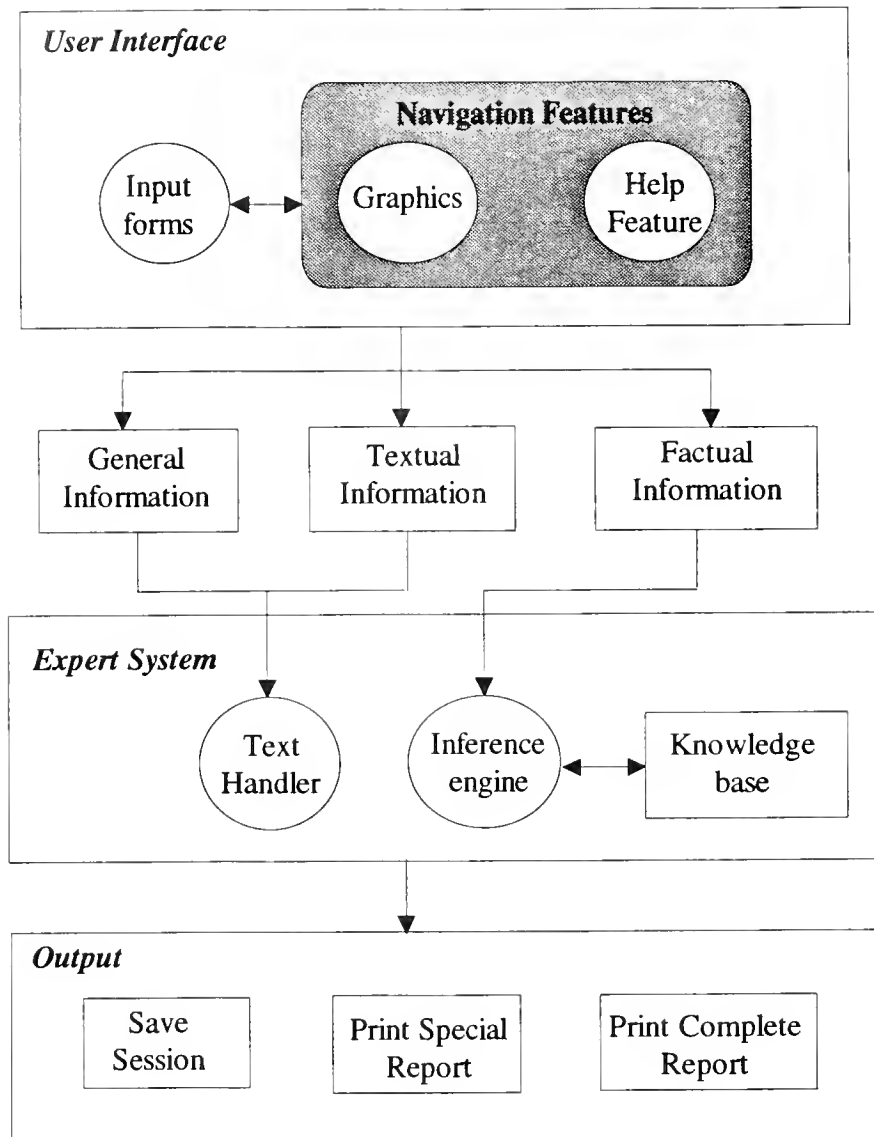 User Interface
Navigation Features
Input
forms
Graphics
Help
Feature
General
Information
Textual
Information
Factual
Information
Expert System
Text
Handler
Inference
engine
Knowledge
base
Output
Save
Session
Print Special
Report
Print Complete
Report